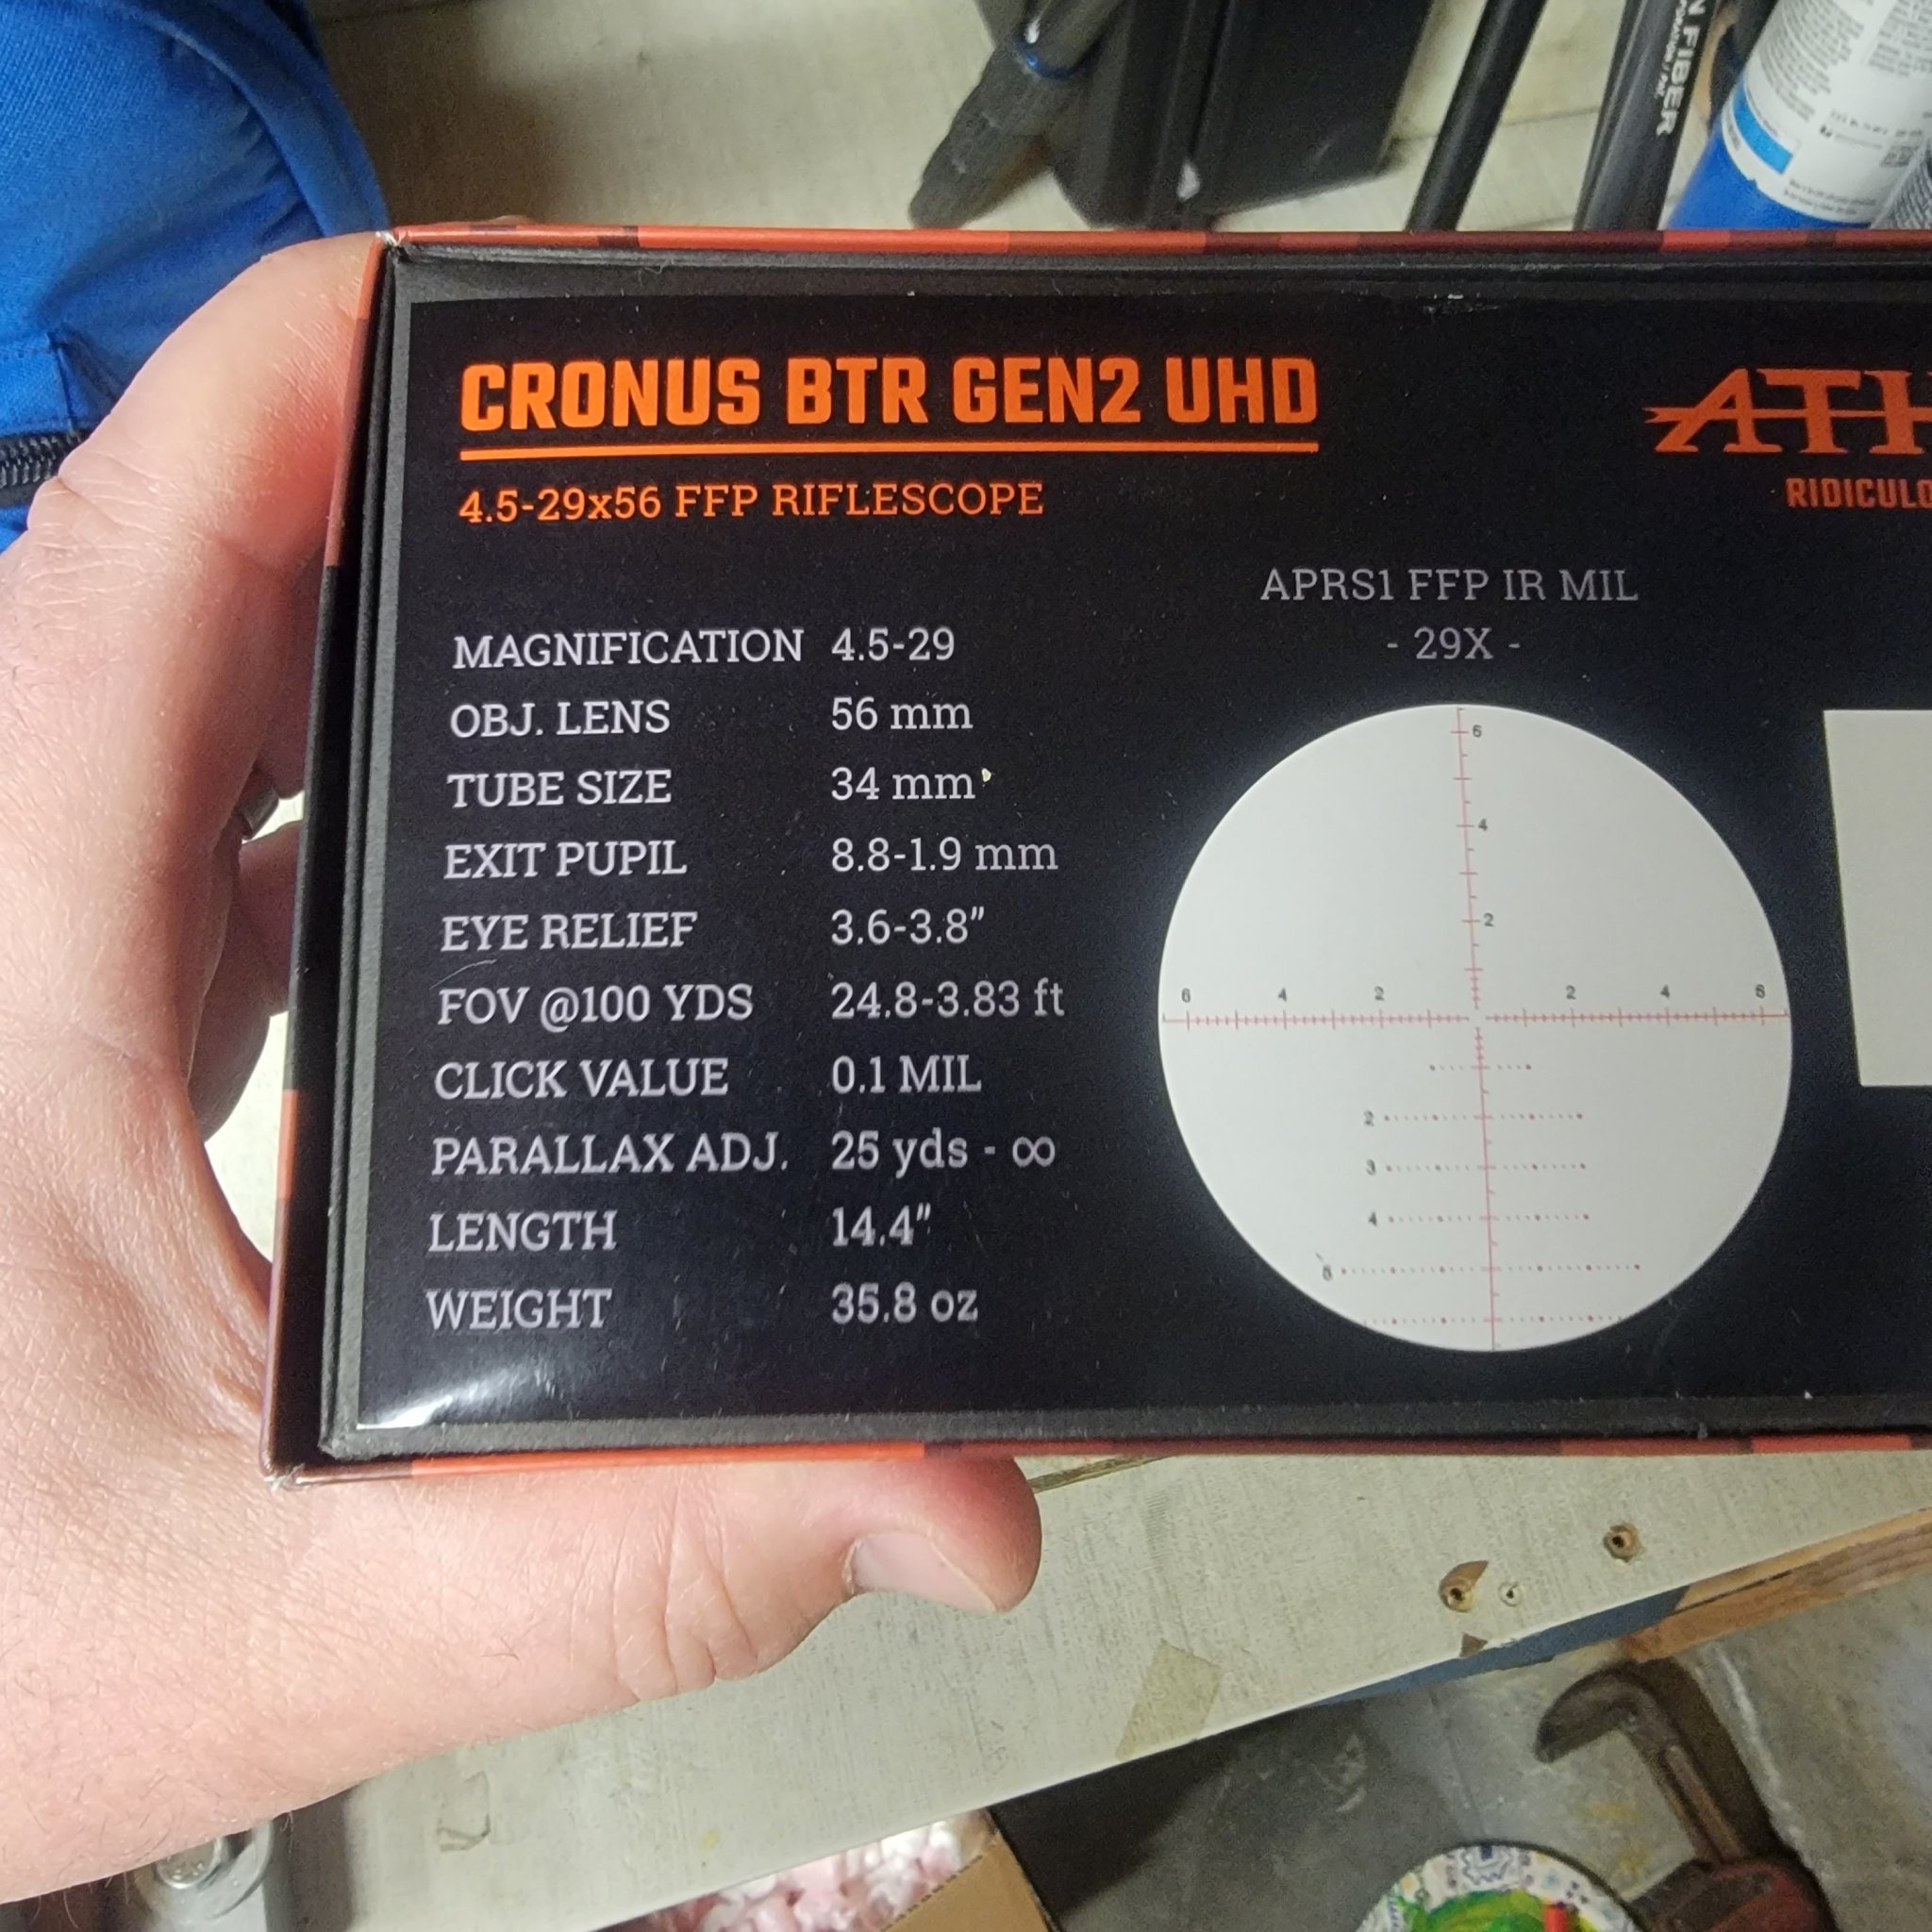 N FIBER
CRONUS BTR GEN2 UHD
ATH
RIDICULO
4.5-29x56 FFP RIFLESCOPE
APRS1 FFP IR MIL
- 29X -
MAGNIFICATION 4.5-29
OBJ. LENS 56 mm
TUBE SIZE 34 mm
EXIT PUPIL 8.8-1.9 mm
EYE RELIEF 3.6-3.8"
FOV @100 YDS 24.8-3.83 ft
CLICK VALUE 0.1 MIL
PARALLAX ADJ. 25 yds - ∞
LENGTH 14.4"
WEIGHT 35.8 oz
6
4
2
6 4 2 2 4 6
2
3
4